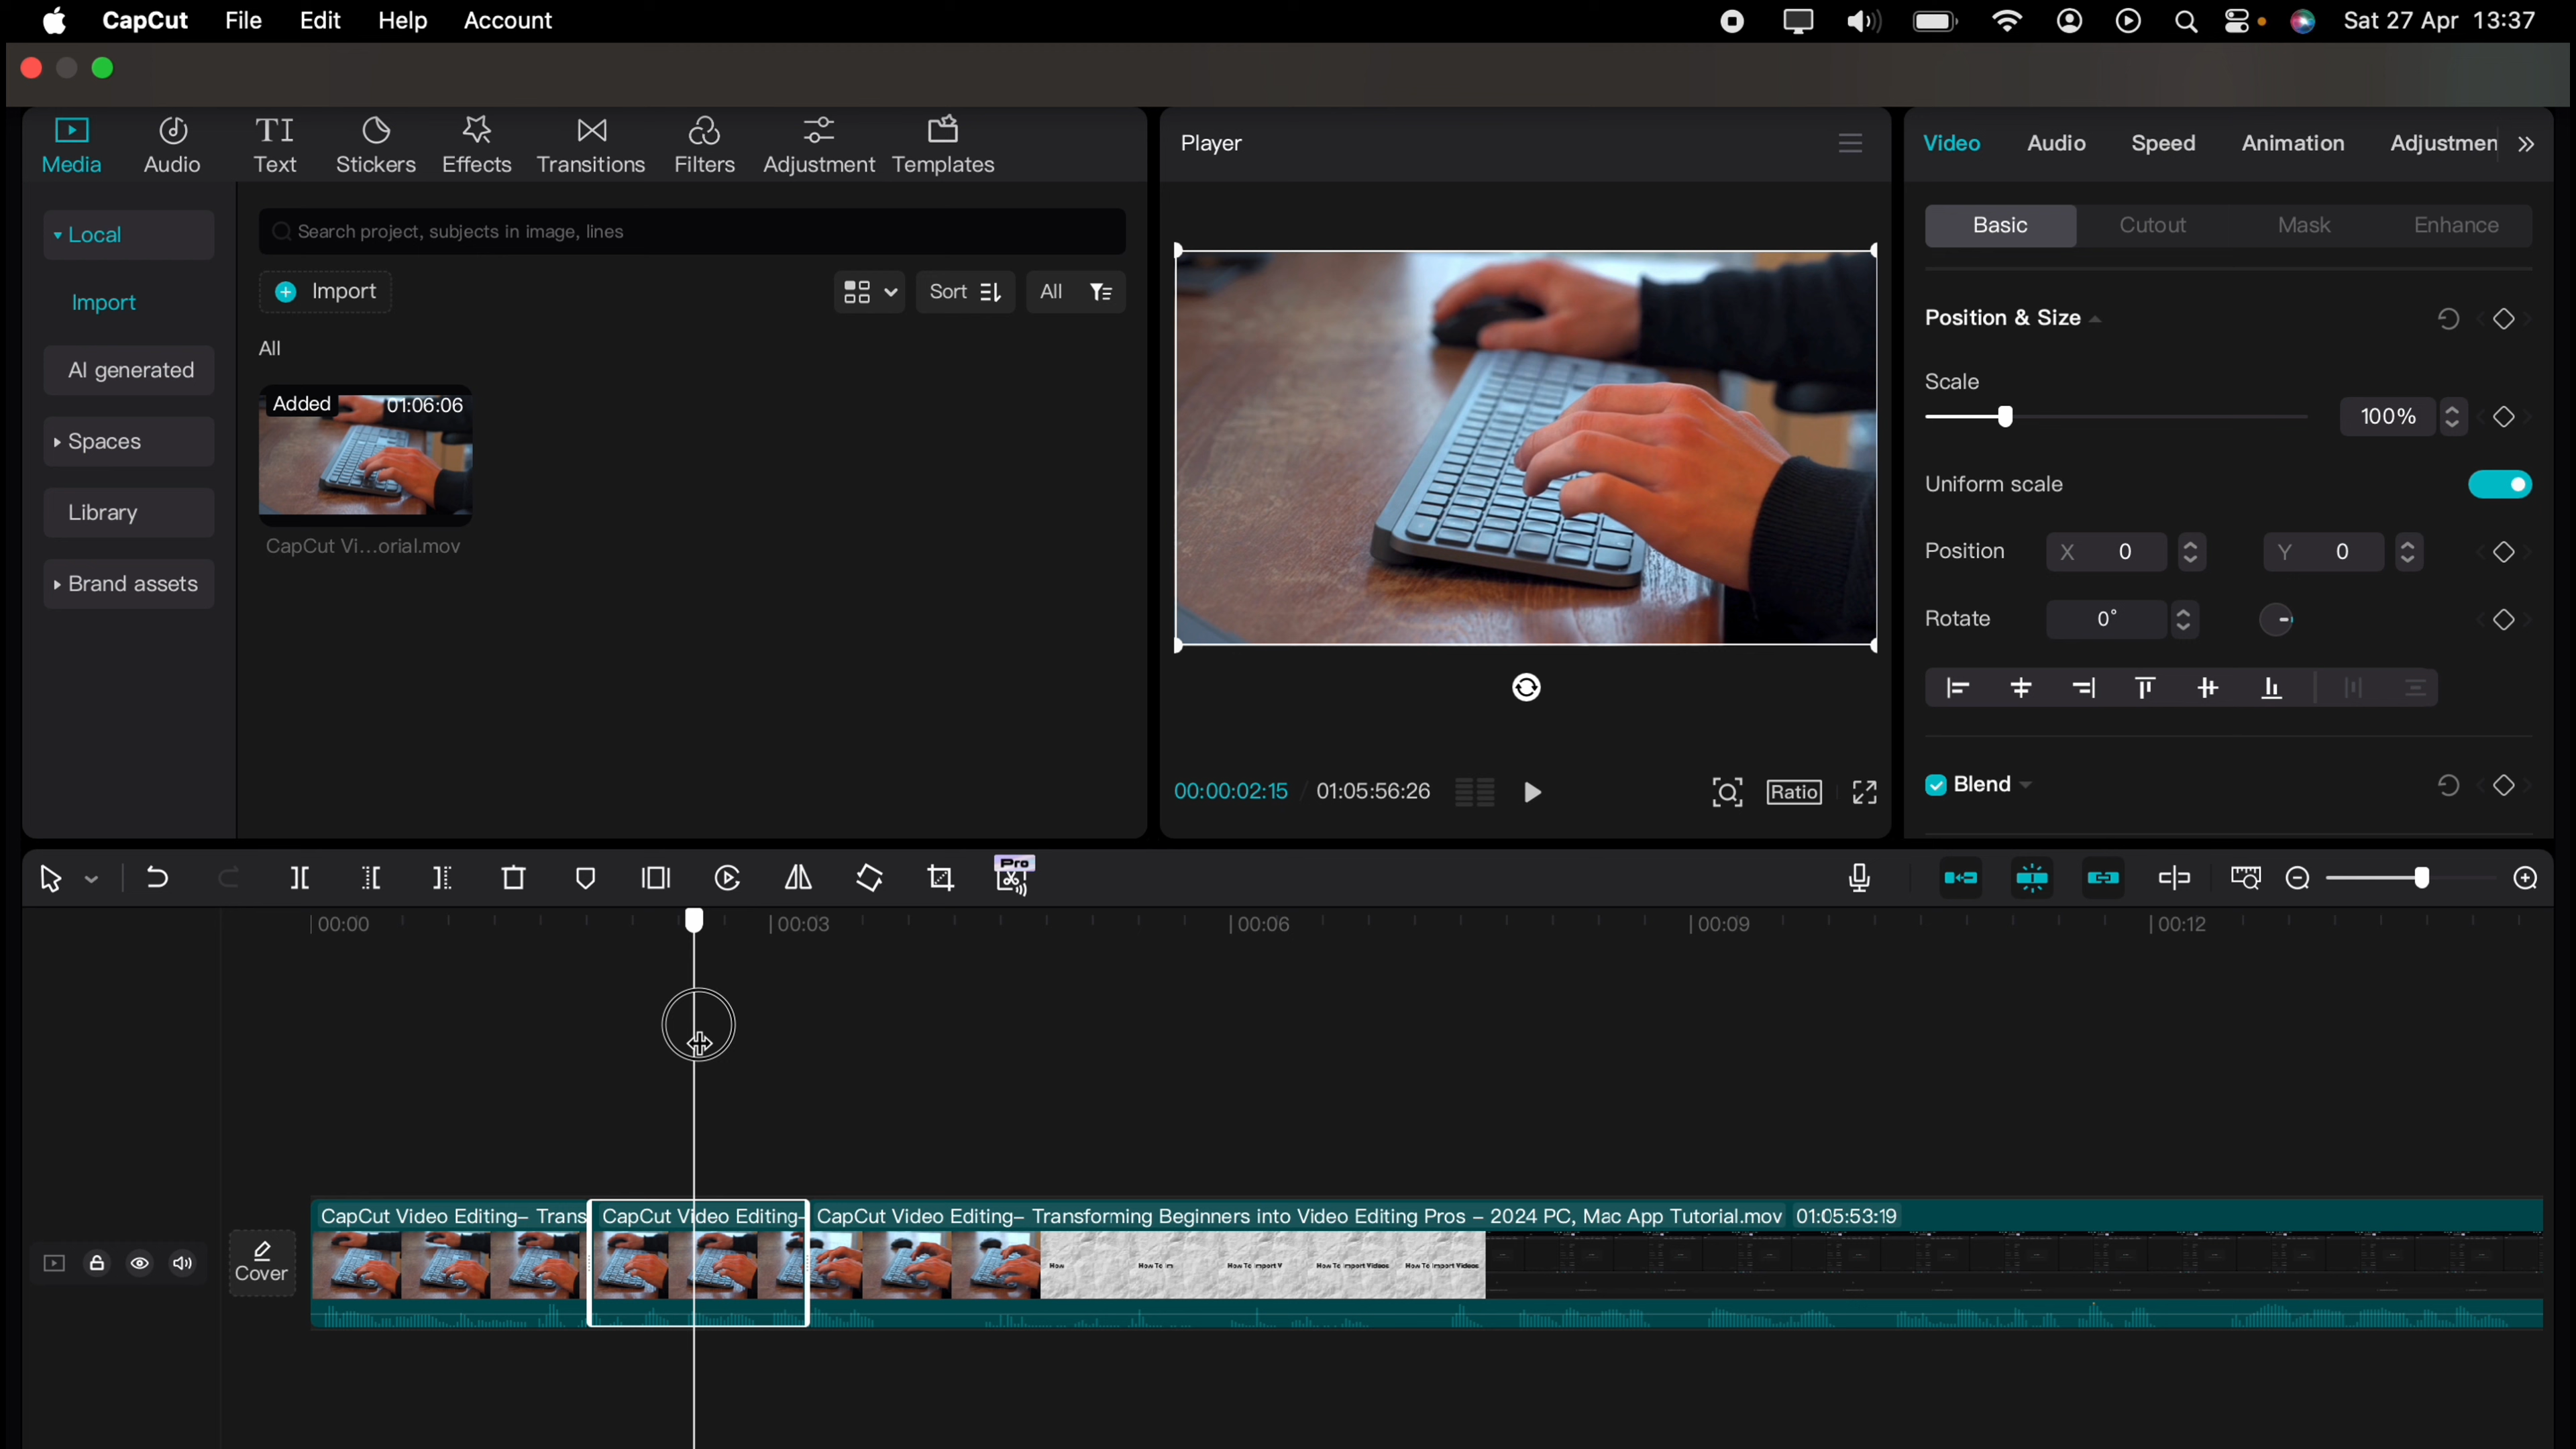 CapCut File Edit Help Account Sat 27 Apr 13:37
Media Audio Text Stickers Effects Transitions Filters Adjustment Templates
Local
Import
AI generated
Spaces
Library
Brand assets
Search project, subjects in image, lines
Import
Sort
All
All
Added 01:06:06
CapCut Vi...orial.mov
Player
00:00:02:15 / 01:05:56:26
Ratio
Video Audio Speed Animation Adjustmen
Basic Cutout Mask Enhance
Position & Size
Scale
100%
Uniform scale
Position X 0 Y 0
Rotate 0°
Blend
Pro
00:00 00:03 00:06 00:09 00:12
Cover
CapCut Video Editing– Trans
CapCut Video Editing–
CapCut Video Editing– Transforming Beginners into Video Editing Pros – 2024 PC, Mac App Tutorial.mov 01:05:53:19
How How To Im How To Import V How To Import Videos How To Import Videos